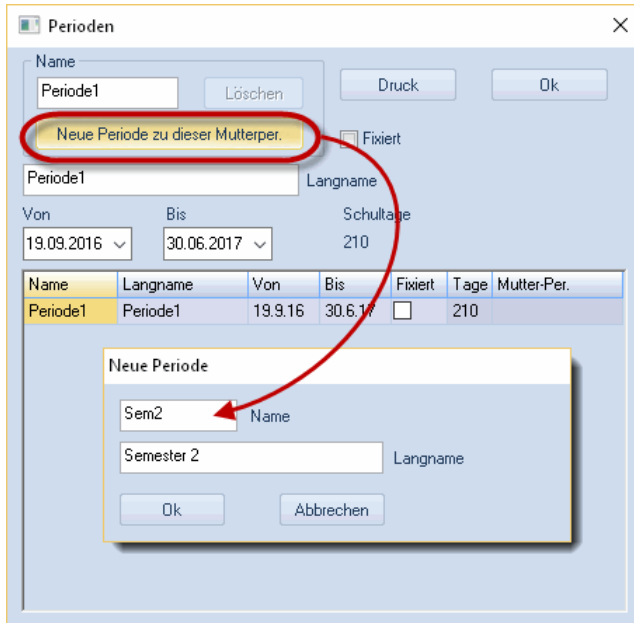 Perioden
Name
Periode1 Löschen Druck Ok
Neue Periode zu dieser Mutterper. Fixiert
Periode1 Langname
Von Bis Schultage
19.09.2016 30.06.2017 210
Name Langname Von Bis Fixiert Tage Mutter-Per.
Periode1 Periode1 19.9.16 30.6.17 210
Neue Periode
Sem2 Name
Semester 2 Langname
Ok Abbrechen